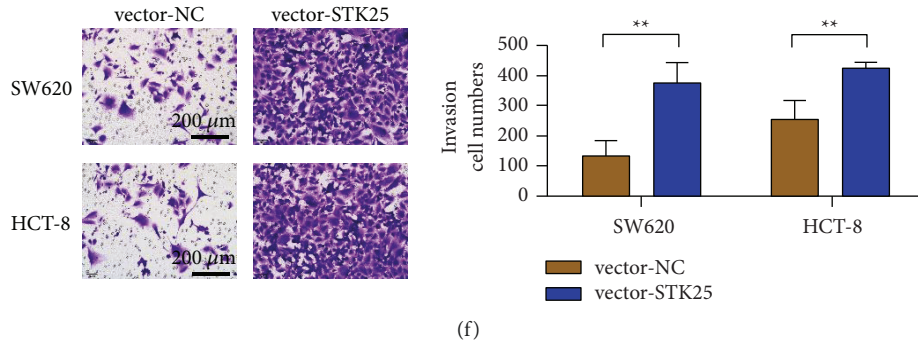 vector-NC vector-STK25
SW620
200 μm
HCT-8
200 μm
Invasion
cell numbers
500
400
300
200
100
0
** **
SW620 HCT-8
vector-NC
vector-STK25
(f)